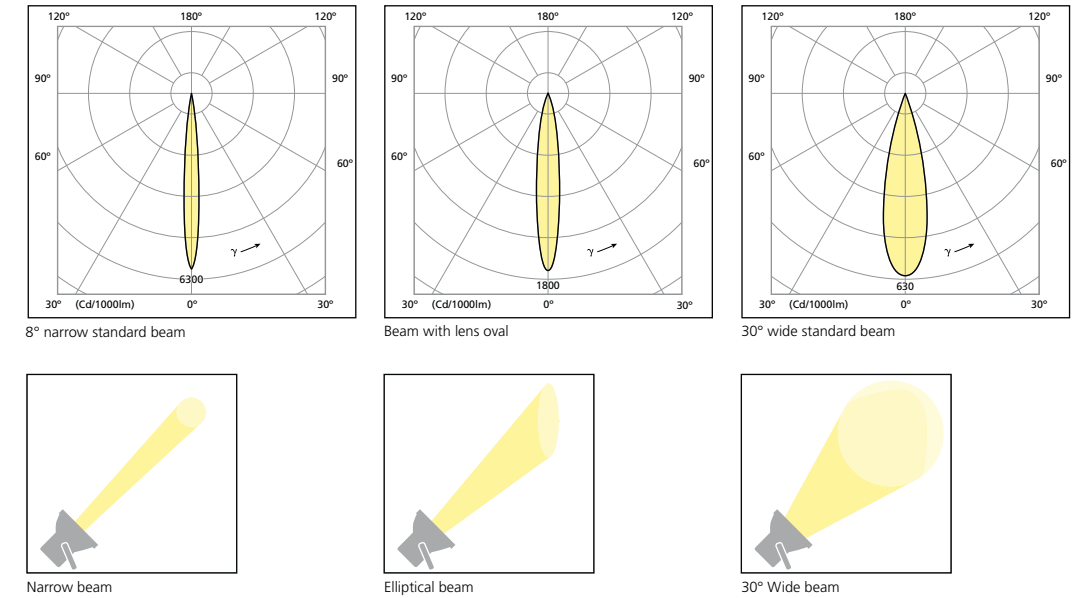 120° 180° 120°
90° 90°
60° 60°
γ
6300
30° (Cd/1000lm) 0° 30°
8° narrow standard beam
120° 180° 120°
90° 90°
60° 60°
γ
1800
30° (Cd/1000lm) 0° 30°
Beam with lens oval
120° 180° 120°
90° 90°
60° 60°
γ
630
30° (Cd/1000lm) 0° 30°
30° wide standard beam
Narrow beam
Elliptical beam
30° Wide beam